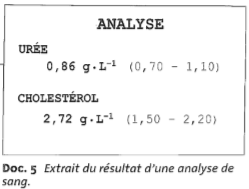 ANALYSE
URÉE
0,86 g·L⁻¹ (0,70 – 1,10)
CHOLESTÉROL
2,72 g·L⁻¹ (1,50 – 2,20)
Doc. 5 Extrait du résultat d'une analyse de
sang.